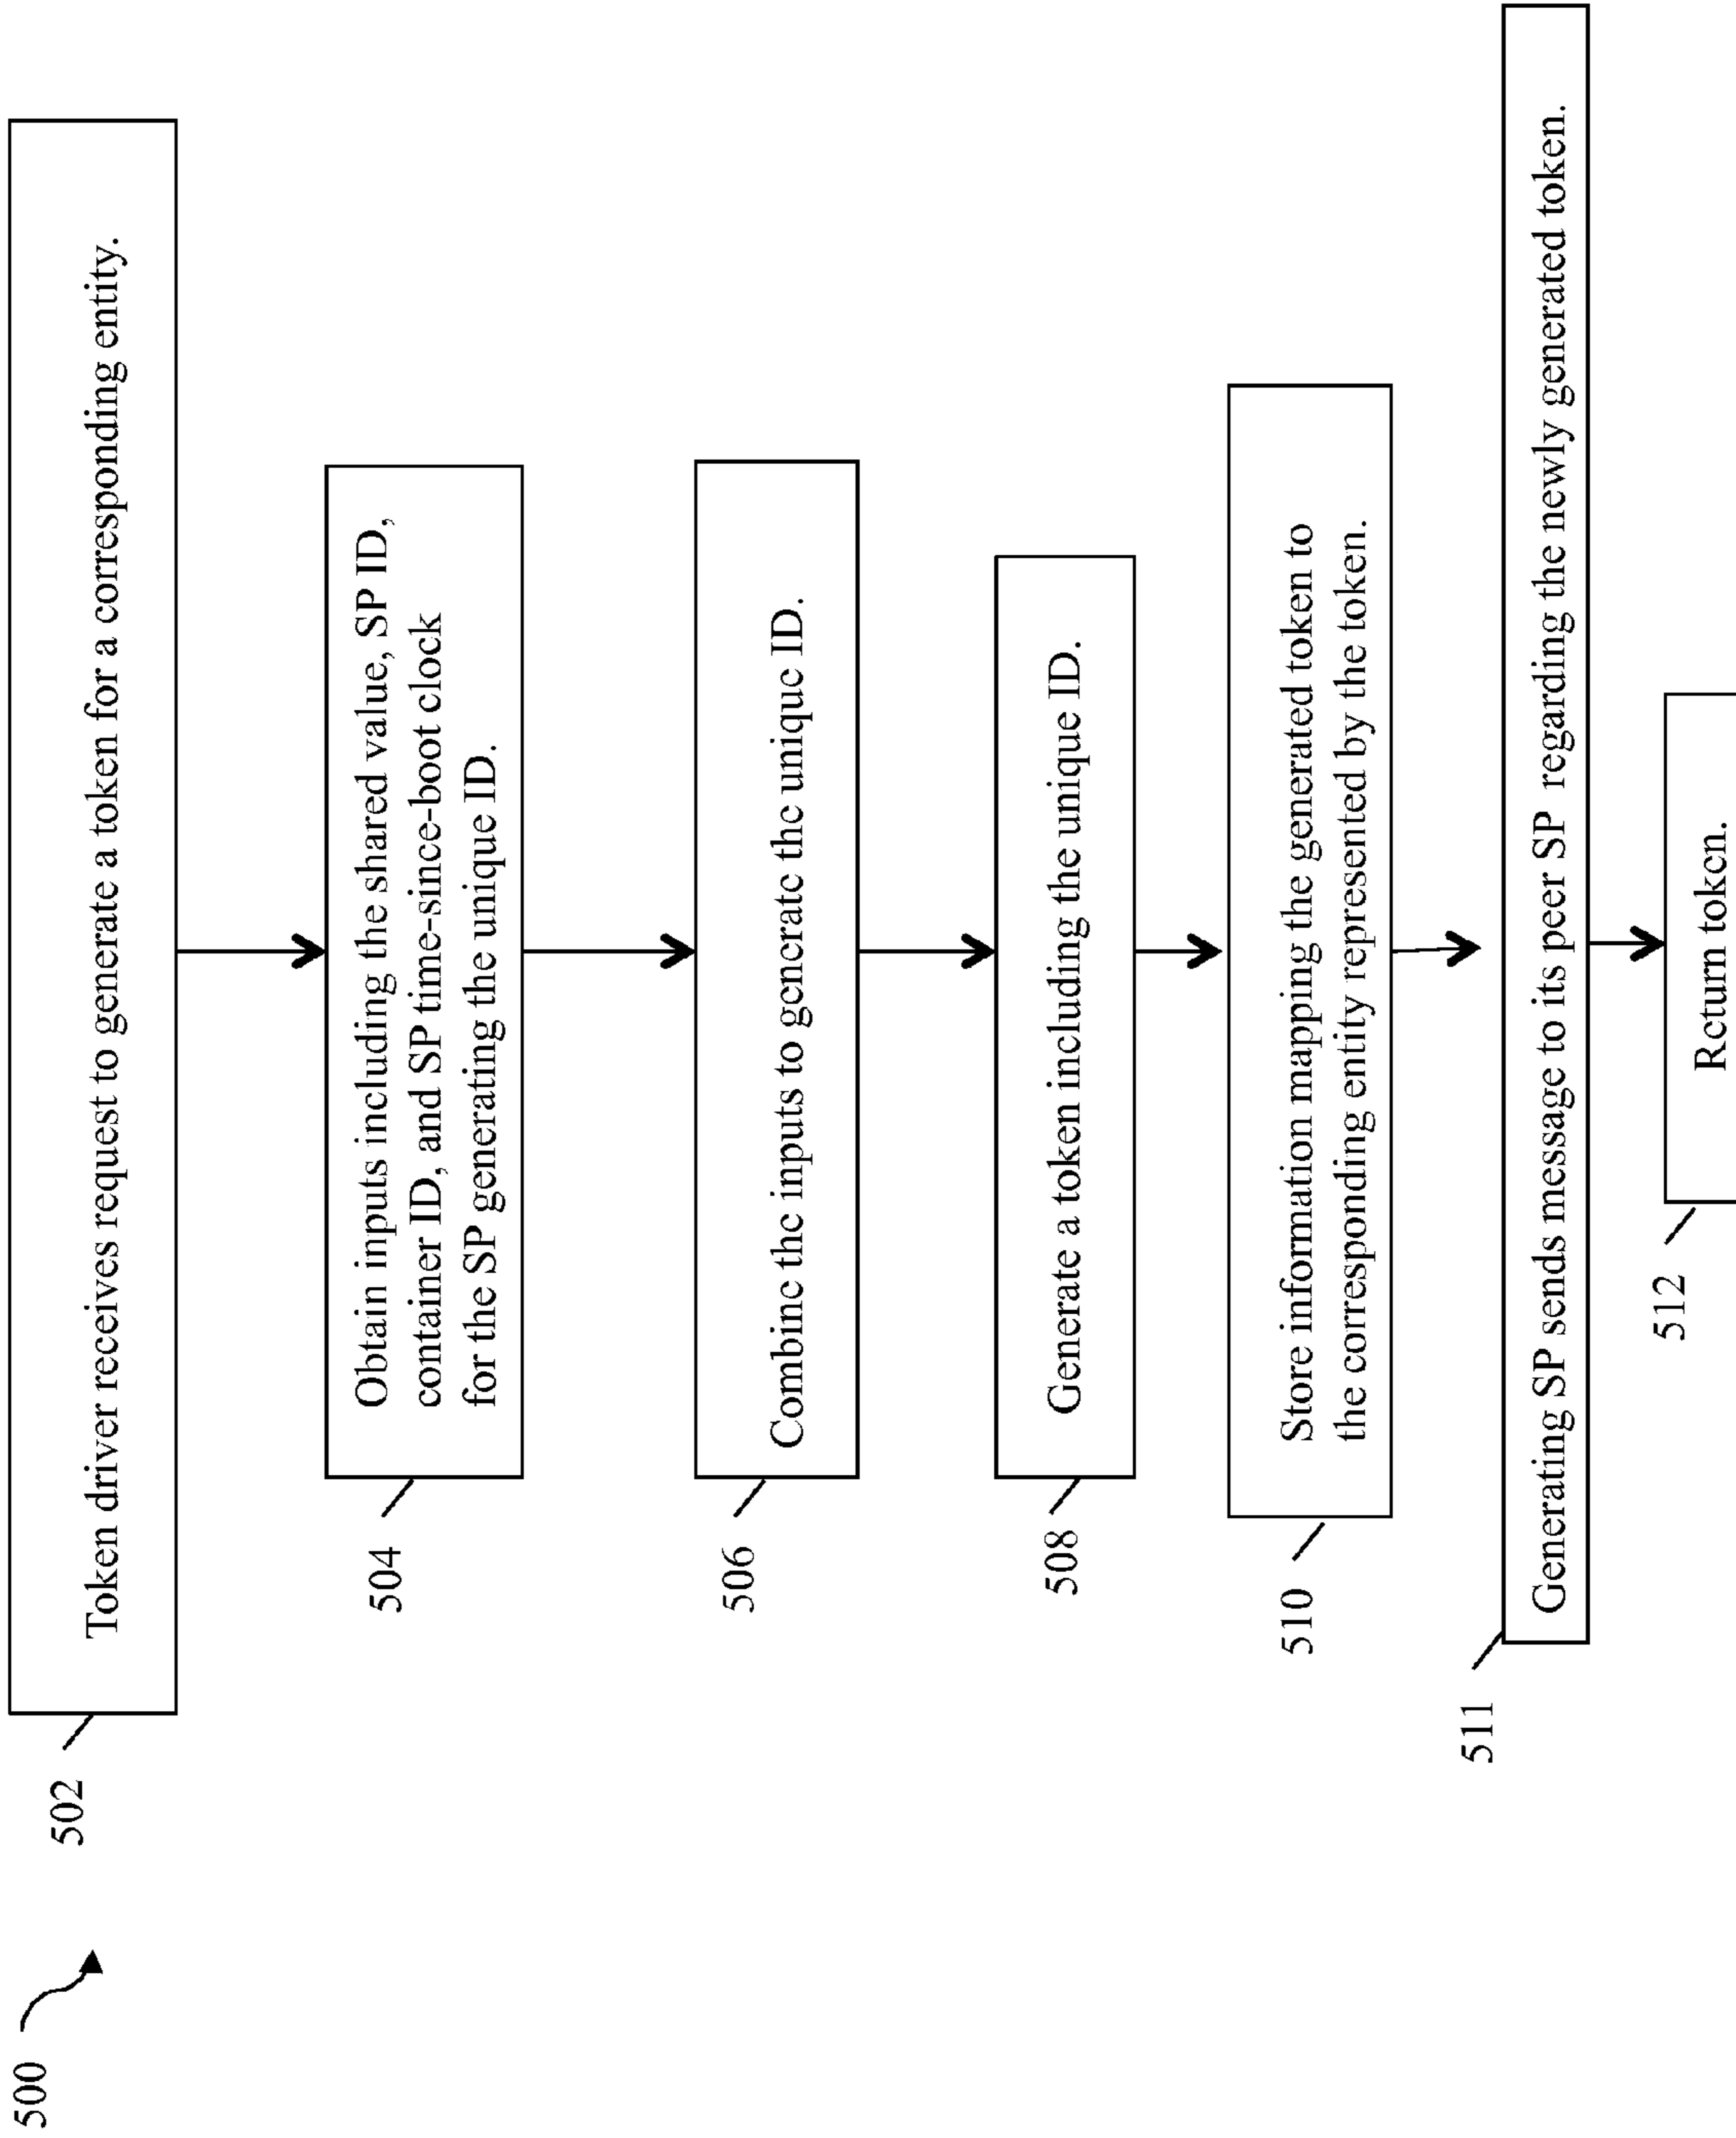 500
502
Token driver receives request to generate a token for a corresponding entity.
504
Obtain inputs including the shared value, SP ID,
container ID, and SP time-since-boot clock
for the SP generating the unique ID.
506
Combine the inputs to generate the unique ID.
508
Generate a token including the unique ID.
510
Store information mapping the generated token to
the corresponding entity represented by the token.
511
Generating SP sends message to its peer SP regarding the newly generated token.
512
Return token.